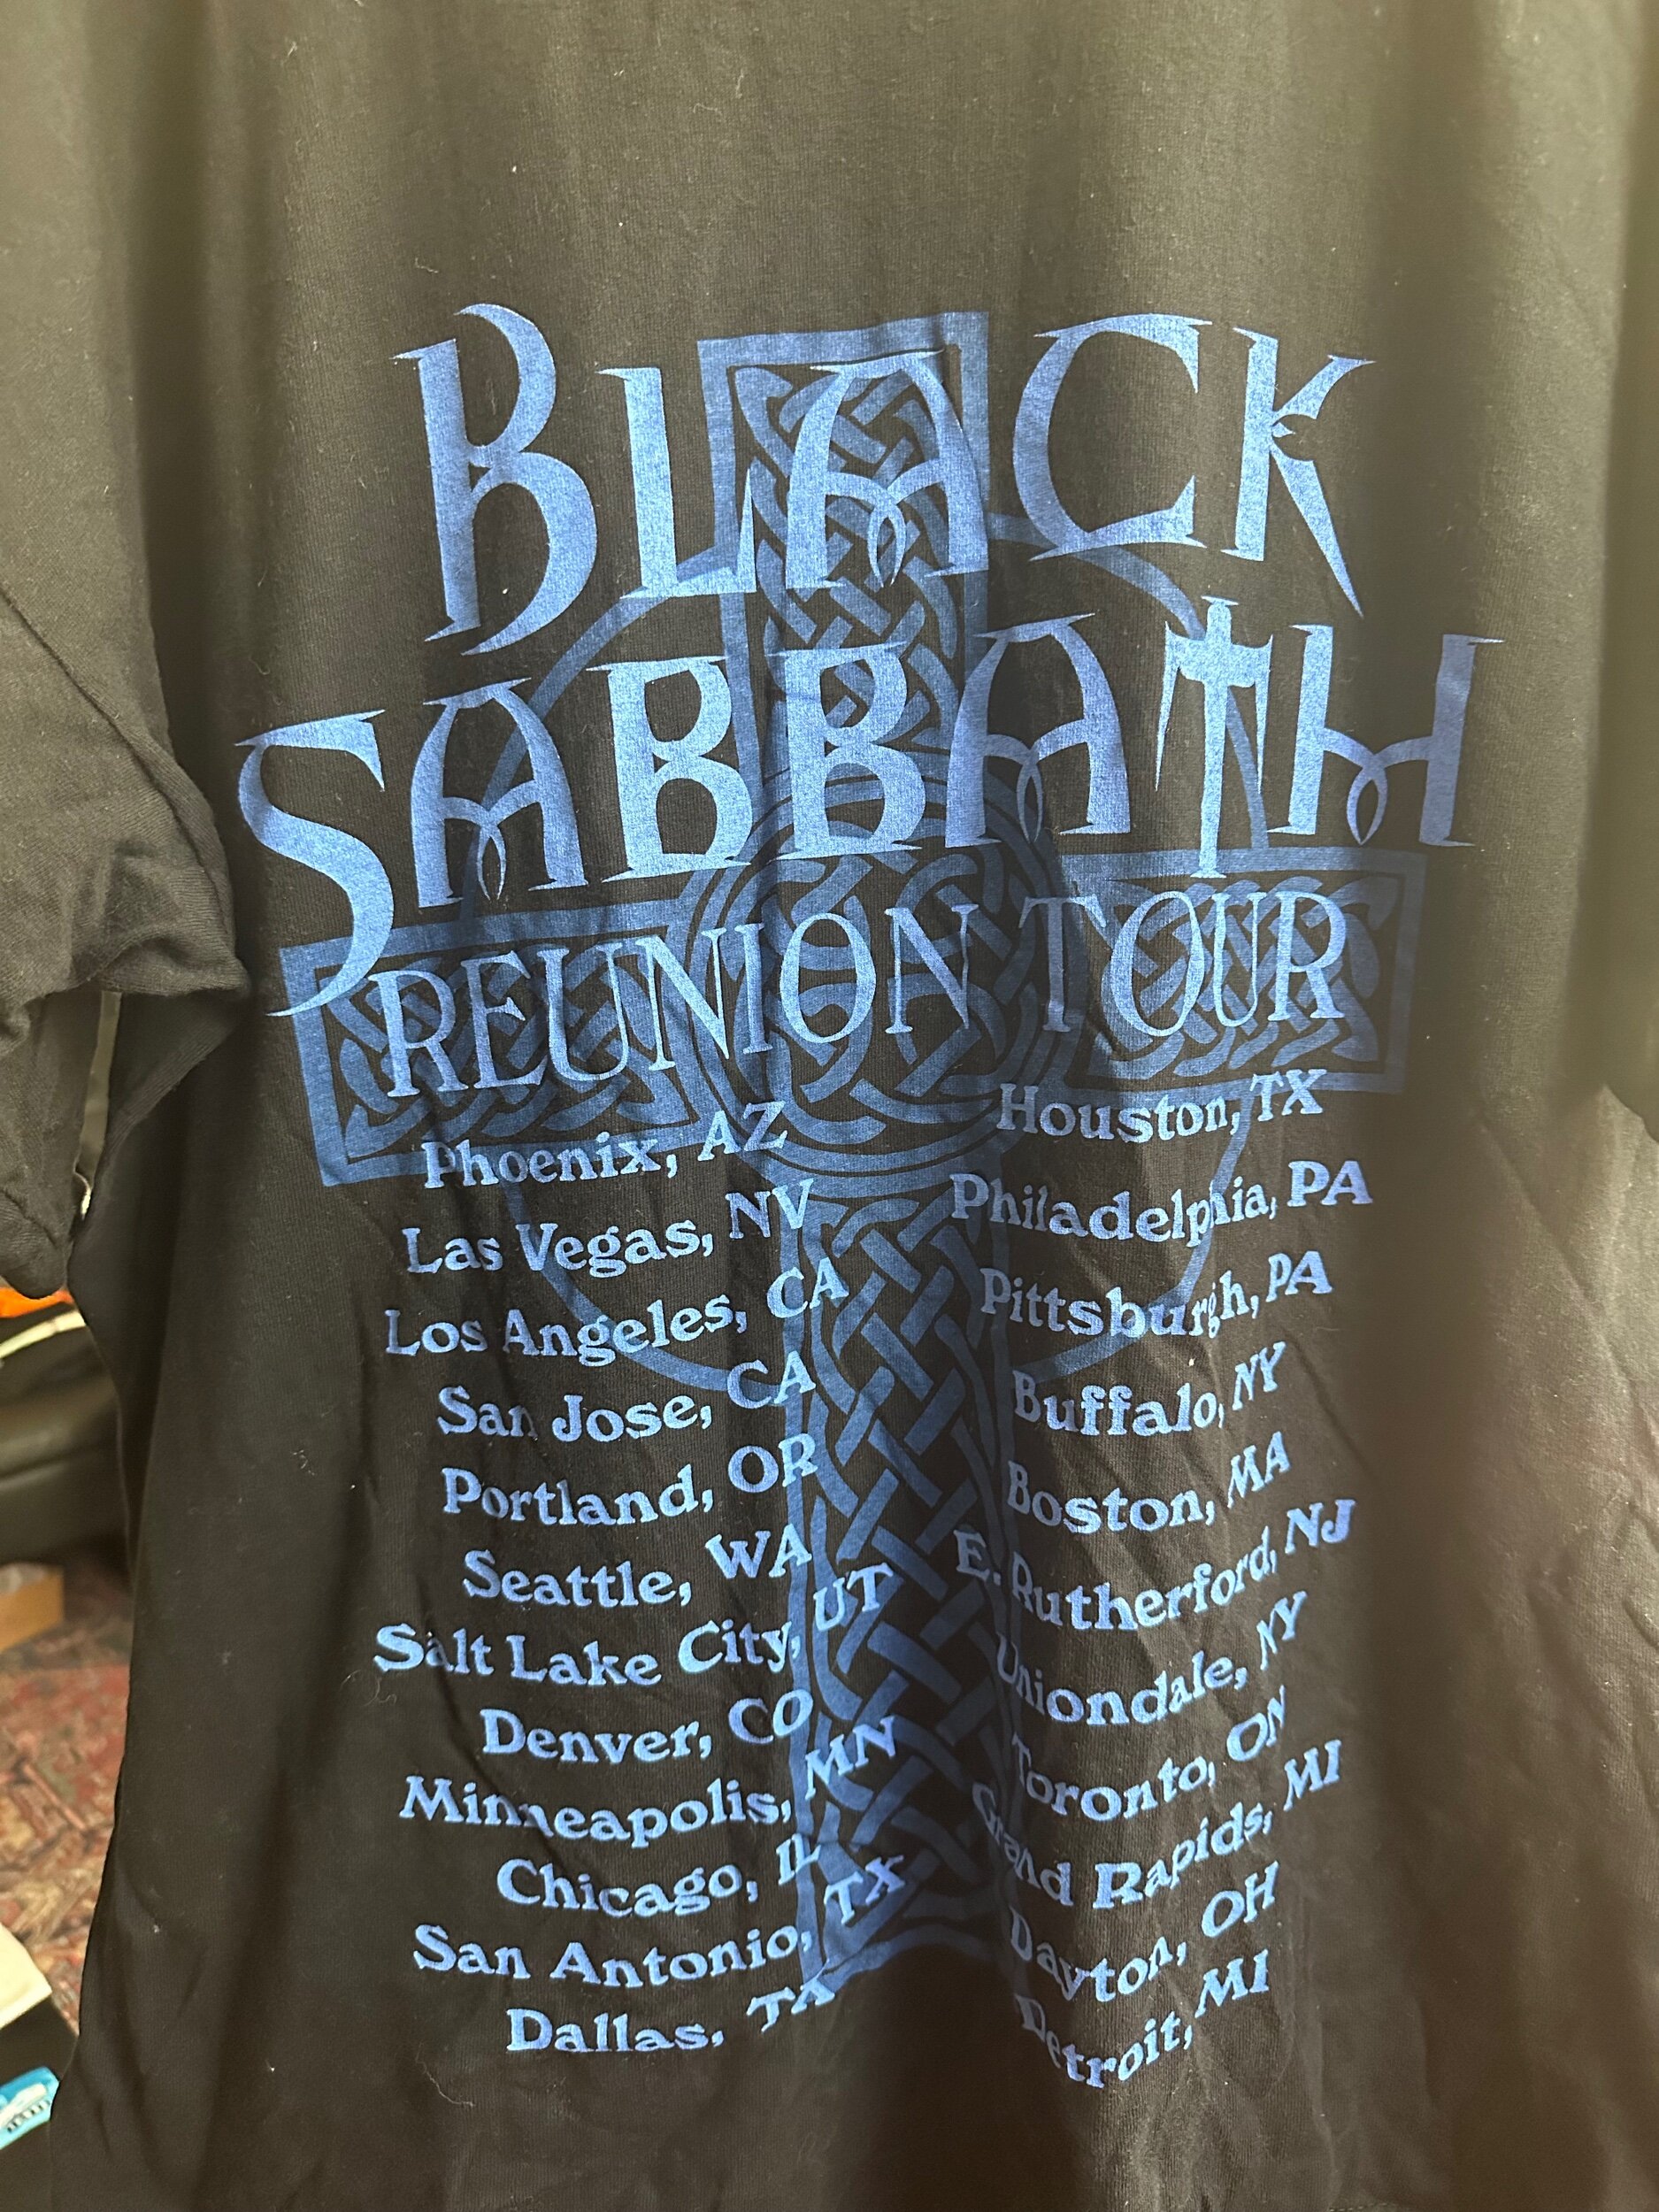 BLACK
SABBATH
REUNION TOUR
Phoenix, AZ
Las Vegas, NV
Los Angeles, CA
San Jose, CA
Portland, OR
Seattle, WA
Salt Lake City, UT
Denver, CO
Minneapolis, MN
Chicago, IL
San Antonio, TX
Dallas, TX
Houston, TX
Philadelphia, PA
Pittsburgh, PA
Buffalo, NY
Boston, MA
E. Rutherford, NJ
Uniondale, NY
Toronto, ON
Grand Rapids, MI
Dayton, OH
Detroit, MI